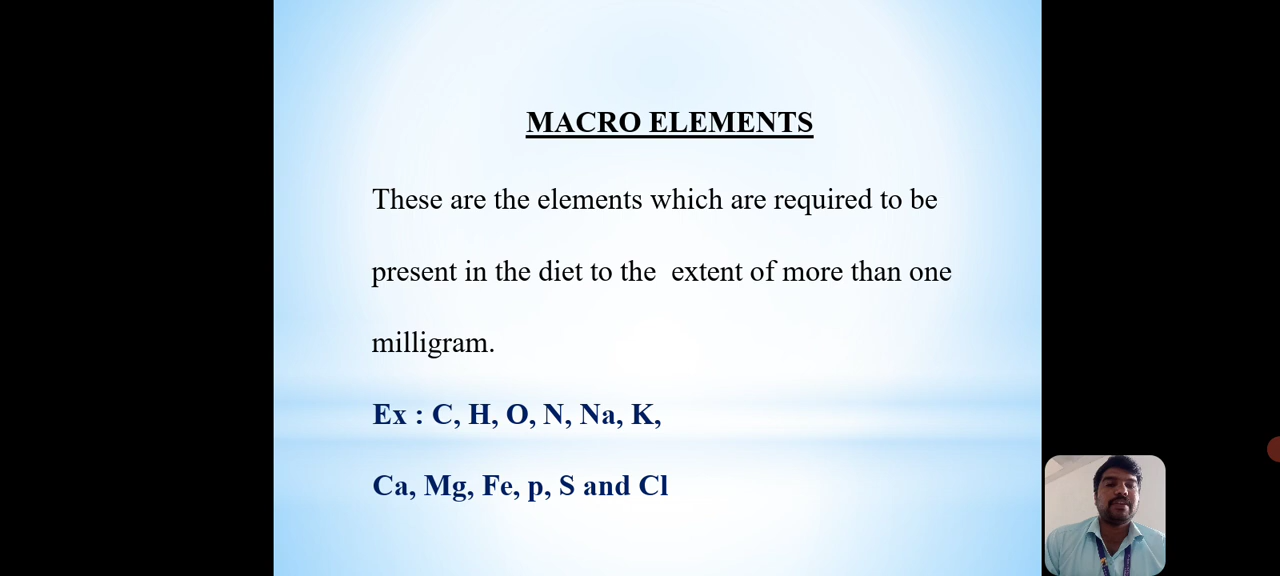 MACRO ELEMENTS
These are the elements which are required to be
present in the diet to the extent of more than one
milligram.
Ex : C, H, O, N, Na, K,
Ca, Mg, Fe, p, S and Cl